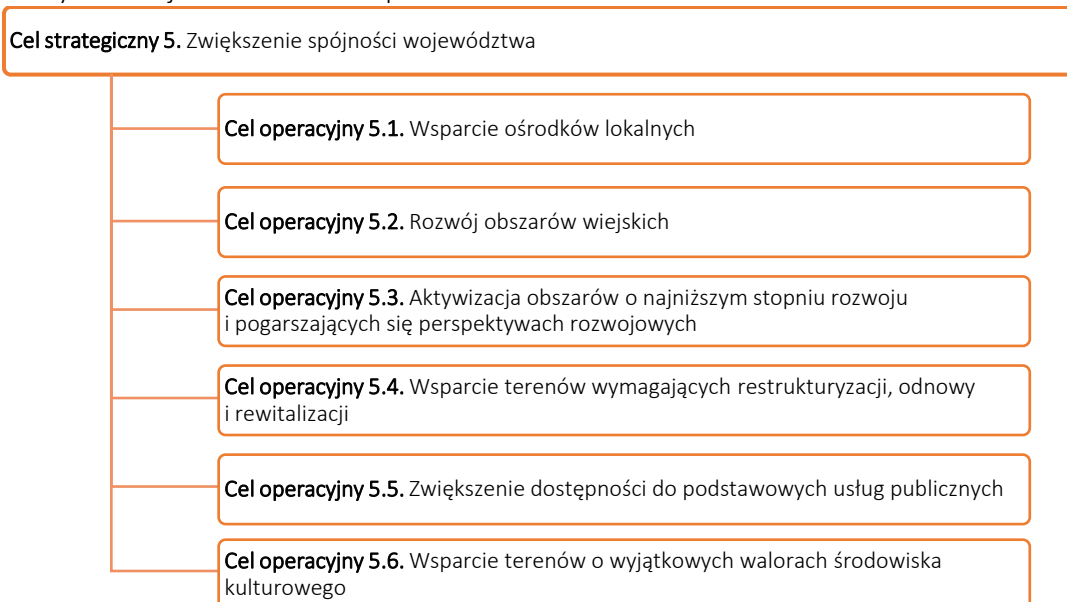 Cel strategiczny 5. Zwiększenie spójności województwa
Cel operacyjny 5.1. Wsparcie ośrodków lokalnych
Cel operacyjny 5.2. Rozwój obszarów wiejskich
Cel operacyjny 5.3. Aktywizacja obszarów o najniższym stopniu rozwoju
i pogarszających się perspektywach rozwojowych
Cel operacyjny 5.4. Wsparcie terenów wymagających restrukturyzacji, odnowy
i rewitalizacji
Cel operacyjny 5.5. Zwiększenie dostępności do podstawowych usług publicznych
Cel operacyjny 5.6. Wsparcie terenów o wyjątkowych walorach środowiska
kulturowego